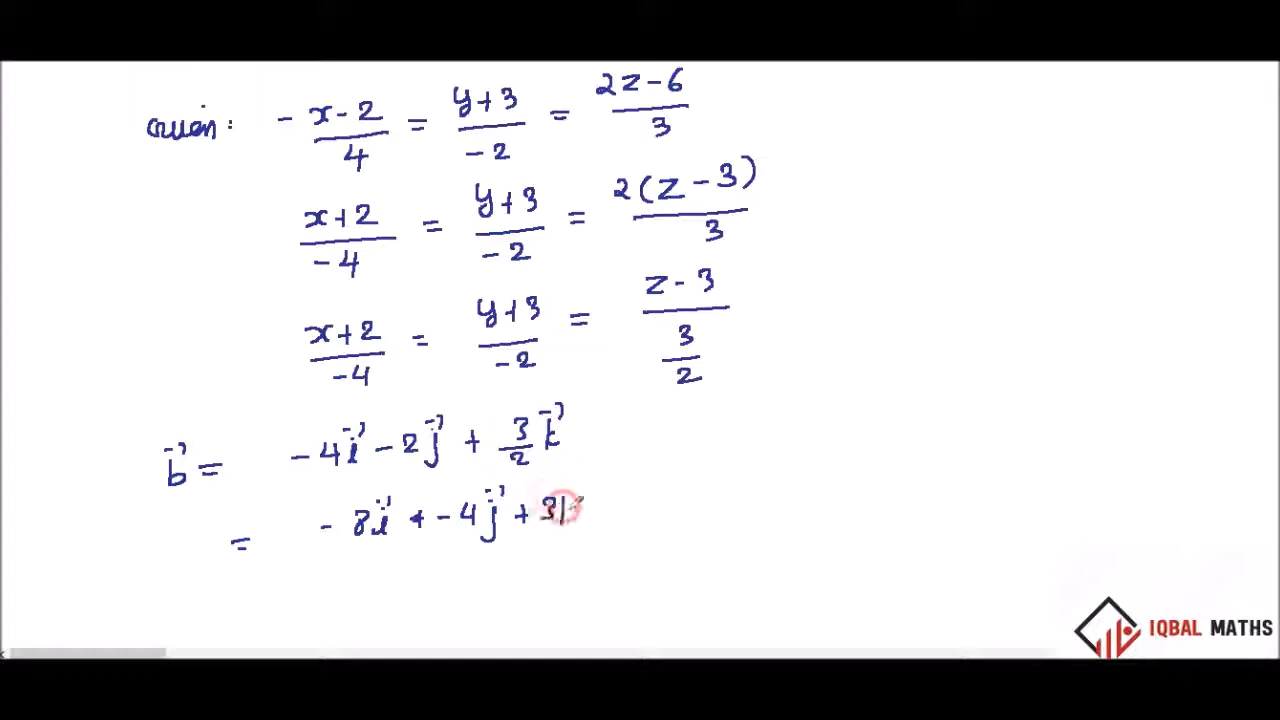 Given: -x-2/4 = y+3/-2 = 2z-6/3
x+2/-4 = y+3/-2 = 2(z-3)/3
x+2/-4 = y+3/-2 = z-3/(3/2)
b⃗ = -4i⃗ -2j⃗ + 3/2 k⃗
= -8i⃗ + -4j⃗ + 3k
IQBAL MATHS